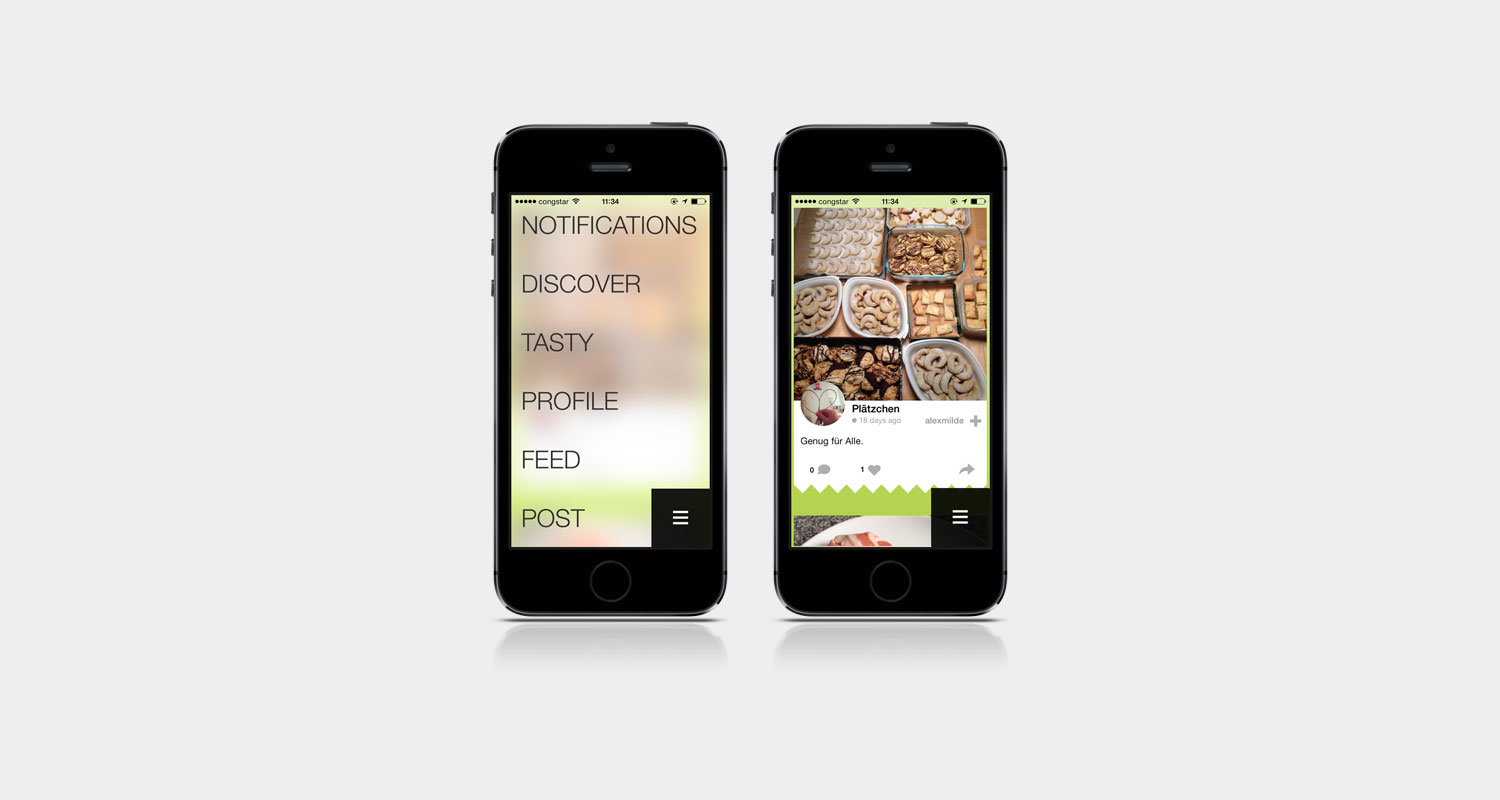 congstar 11:34
NOTIFICATIONS
DISCOVER
TASTY
PROFILE
FEED
POST
congstar 11:34
Plätzchen
18 days ago
alexmilde
Genug für Alle.
0 1